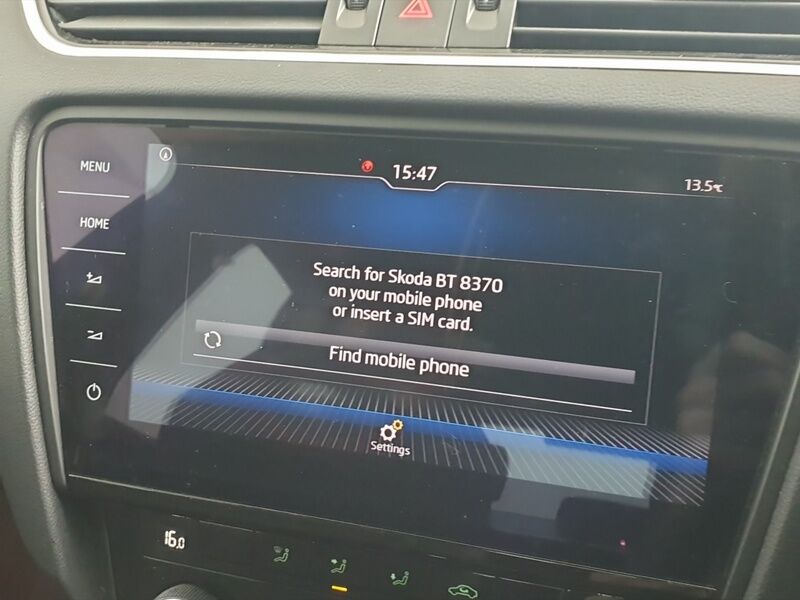 MENU
15:47
13.5°C
HOME
Search for Skoda BT 8370
on your mobile phone
or insert a SIM card.
Find mobile phone
Settings
16.0